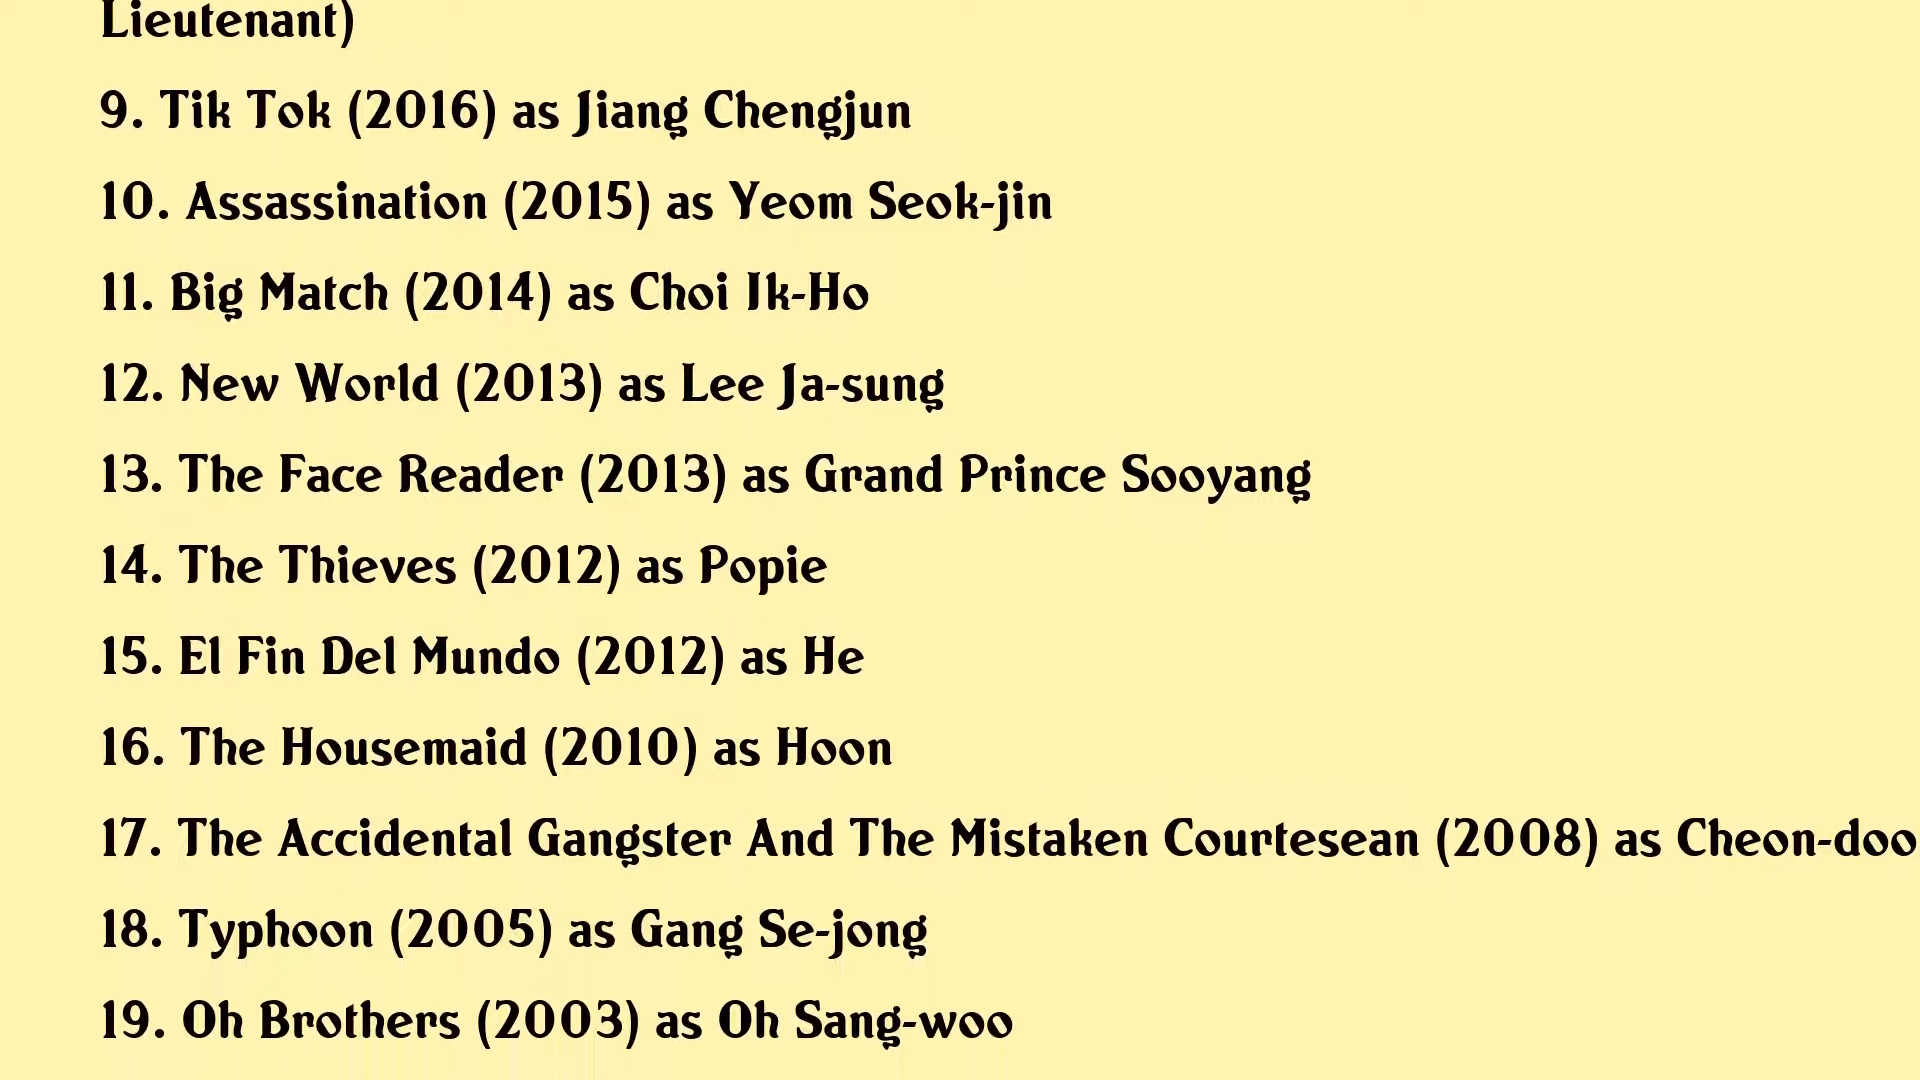 Lieutenant)
9. Tik Tok (2016) as Jiang Chengjun
10. Assassination (2015) as Yeom Seok-jin
11. Big Match (2014) as Choi Ik-Ho
12. New World (2013) as Lee Ja-sung
13. The Face Reader (2013) as Grand Prince Sooyang
14. The Thieves (2012) as Popie
15. El Fin Del Mundo (2012) as He
16. The Housemaid (2010) as Hoon
17. The Accidental Gangster And The Mistaken Courtesean (2008) as Cheon-doo
18. Typhoon (2005) as Gang Se-jong
19. Oh Brothers (2003) as Oh Sang-woo